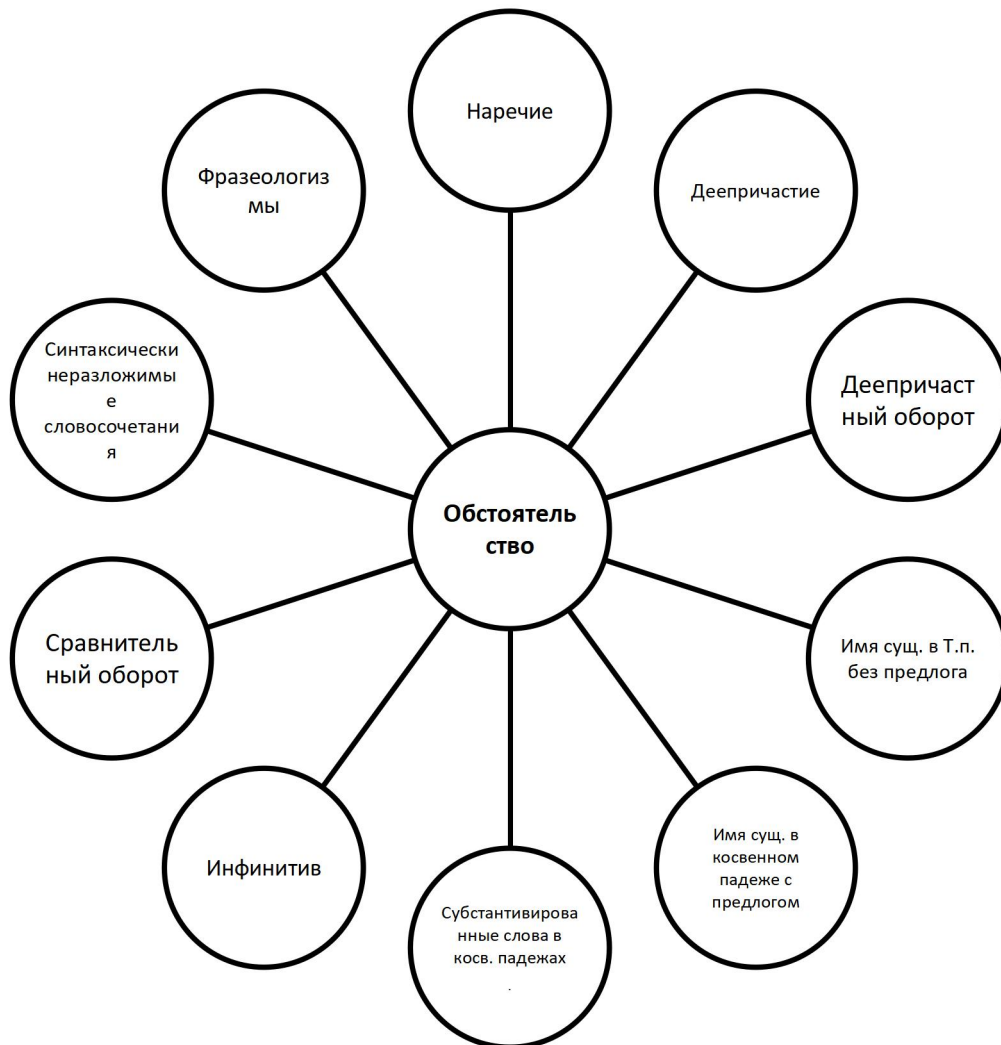 Наречие
Деепричастие
Деепричаст
ный оборот
Имя сущ. в Т.п.
без предлога
Имя сущ. в
косвенном
падеже с
предлогом
Субстантивирова
нные слова в
косв. падежах
.
Инфинитив
Сравнитель
ный оборот
Синтаксически
неразложимы
е
словосочетани
я
Фразеологиз
мы
Обстоятель
ство